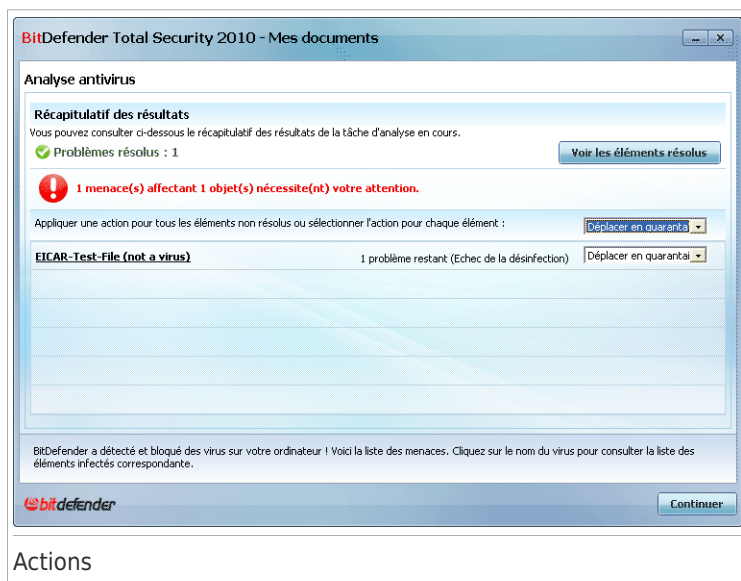 BitDefender Total Security 2010 - Mes documents
Analyse antivirus
Récapitulatif des résultats
Vous pouvez consulter ci-dessous le récapitulatif des résultats de la tâche d'analyse en cours.
Problèmes résolus : 1
Voir les éléments résolus
1 menace(s) affectant 1 objet(s) nécessite(nt) votre attention.
Appliquer une action pour tous les éléments non résolus ou sélectionner l'action pour chaque élément :
Déplacer en quaranta
EICAR-Test-File (not a virus)
1 problème restant (Echec de la désinfection)
Déplacer en quarantai
BitDefender a détecté et bloqué des virus sur votre ordinateur ! Voici la liste des menaces. Cliquez sur le nom du virus pour consulter la liste des
éléments infectés correspondante.
bitdefender
Continuer
Actions